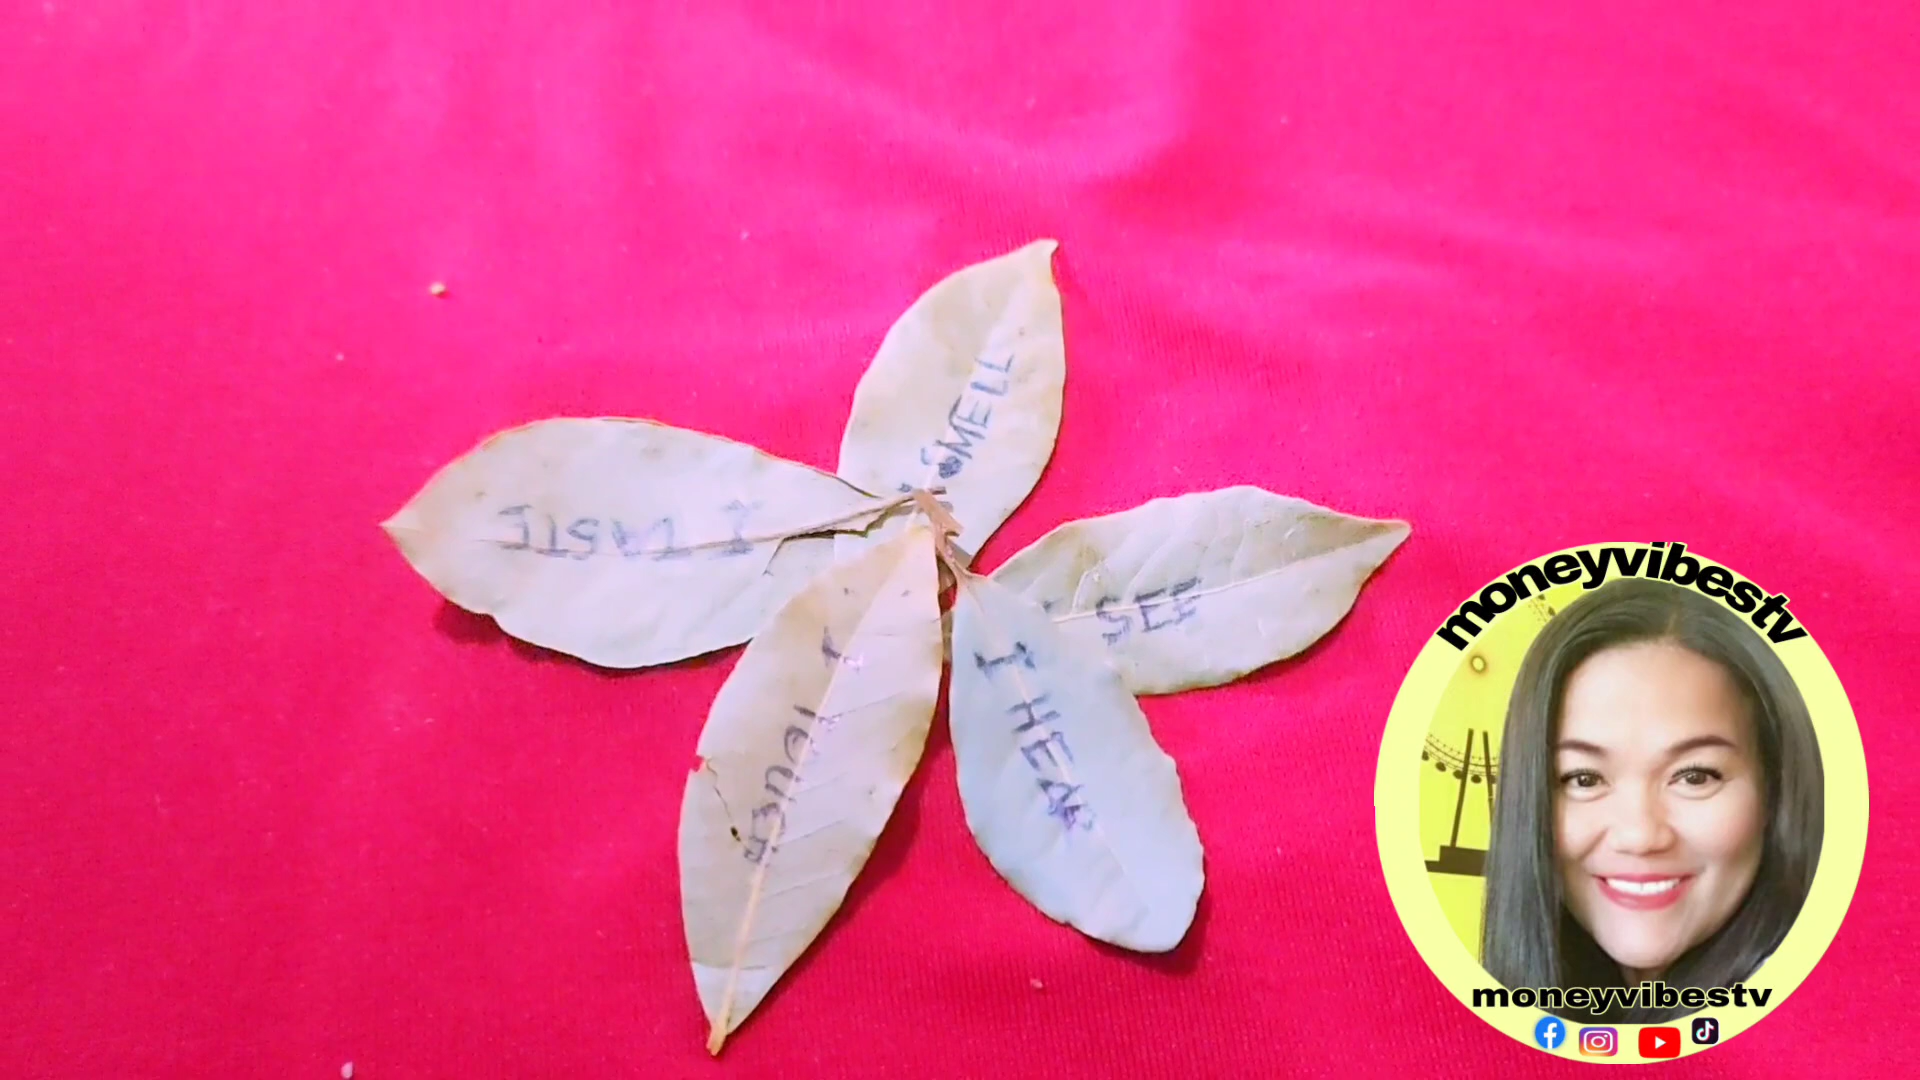 I SMELL
I TASTE
SEE
I TOUCH
I HEAR
moneyvibestv
moneyvibestv